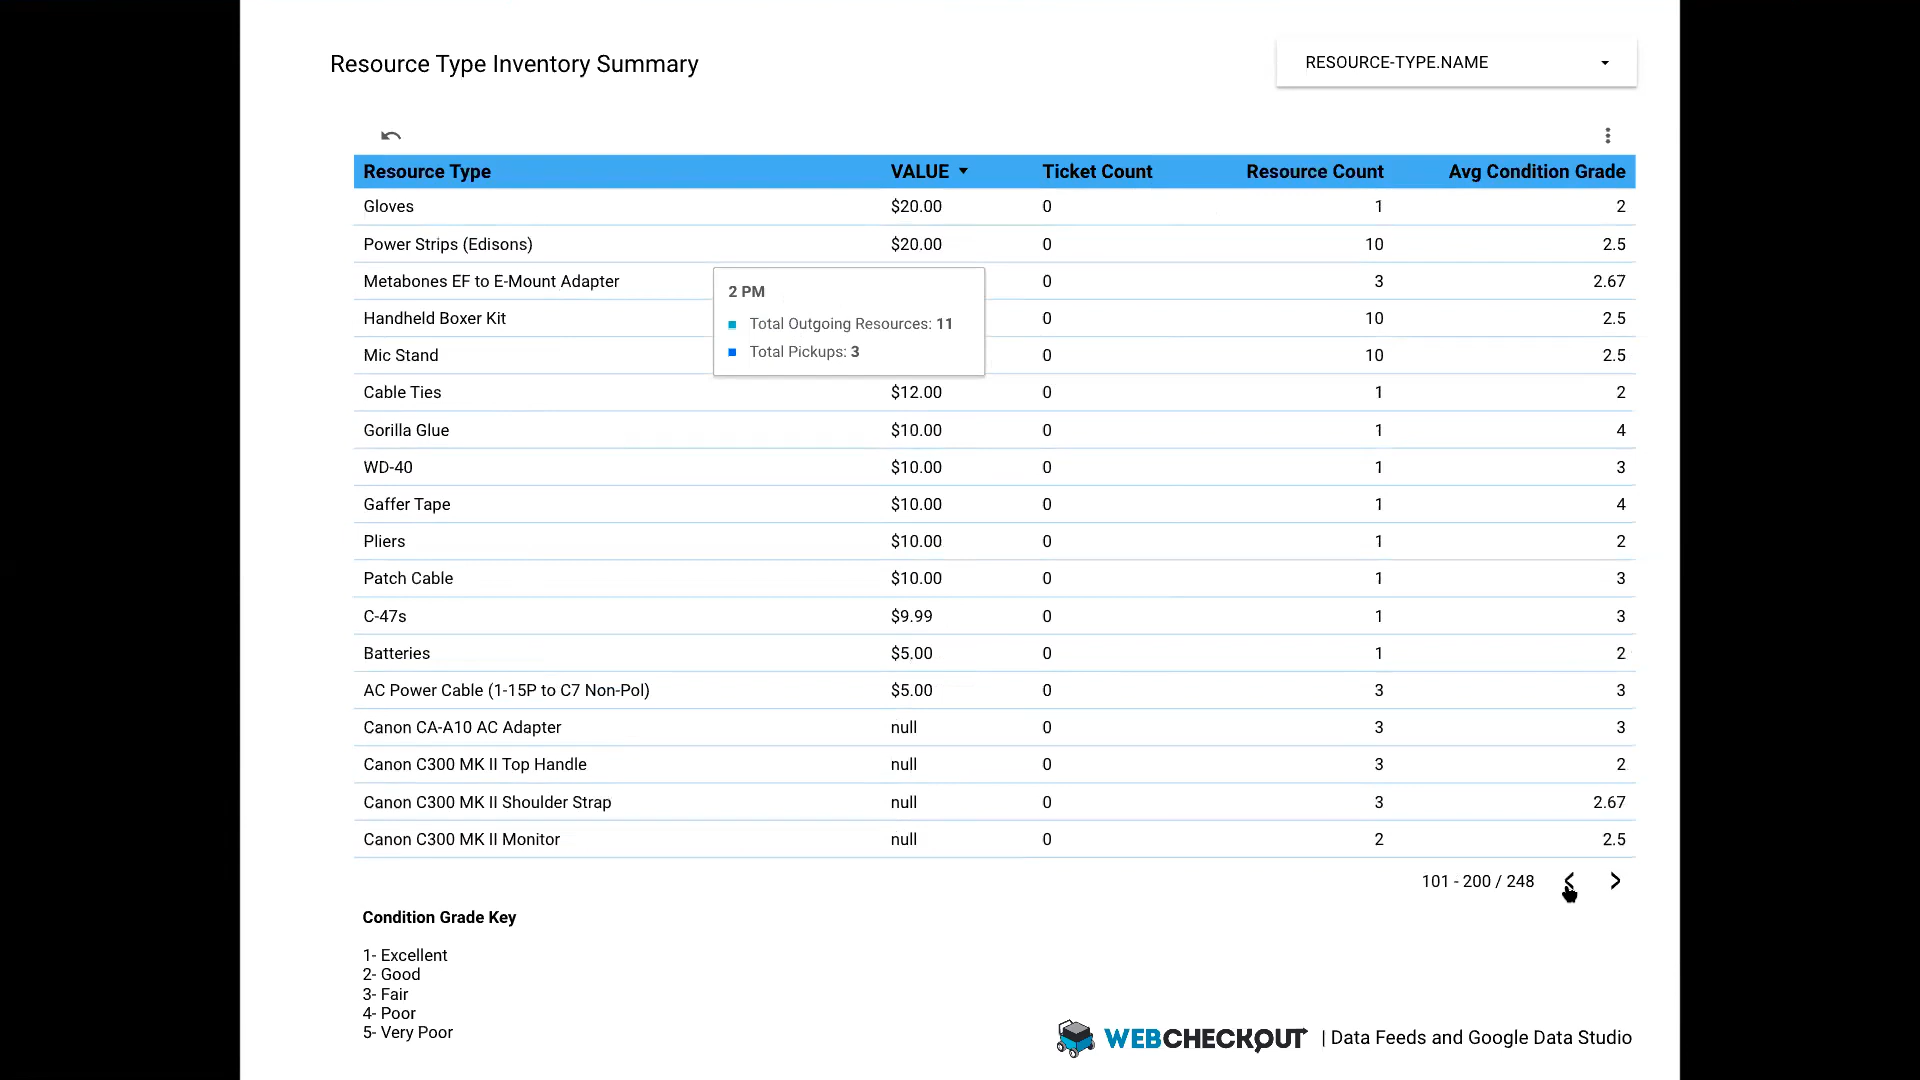 Resource Type Inventory Summary
RESOURCE-TYPE.NAME
Resource Type VALUE Ticket Count Resource Count Avg Condition Grade
Gloves $20.00 0 1 2
Power Strips (Edisons) $20.00 0 10 2.5
Metabones EF to E-Mount Adapter 0 3 2.67
Handheld Boxer Kit 0 10 2.5
Mic Stand 0 10 2.5
2 PM
Total Outgoing Resources: 11
Total Pickups: 3
Cable Ties $12.00 0 1 2
Gorilla Glue $10.00 0 1 4
WD-40 $10.00 0 1 3
Gaffer Tape $10.00 0 1 4
Pliers $10.00 0 1 2
Patch Cable $10.00 0 1 3
C-47s $9.99 0 1 3
Batteries $5.00 0 1 2
AC Power Cable (1-15P to C7 Non-Pol) $5.00 0 3 3
Canon CA-A10 AC Adapter null 0 3 3
Canon C300 MK II Top Handle null 0 3 2
Canon C300 MK II Shoulder Strap null 0 3 2.67
Canon C300 MK II Monitor null 0 2 2.5
101 - 200 / 248
Condition Grade Key
1- Excellent
2- Good
3- Fair
4- Poor
5- Very Poor
WEBCHECKOUT | Data Feeds and Google Data Studio